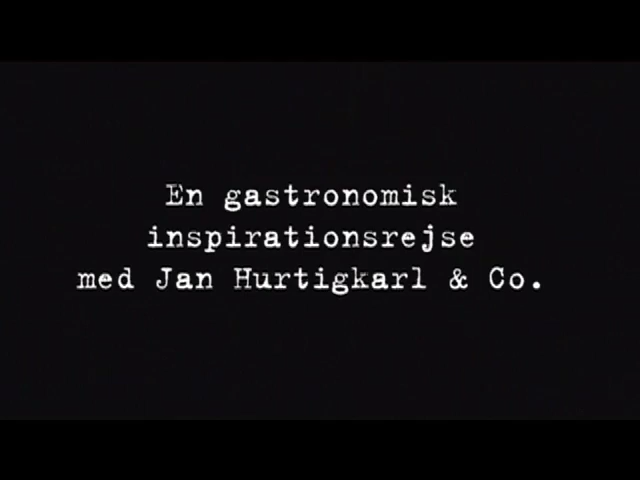 En gastronomisk
inspirationsrejse
med Jan Hurtigkarl & Co.